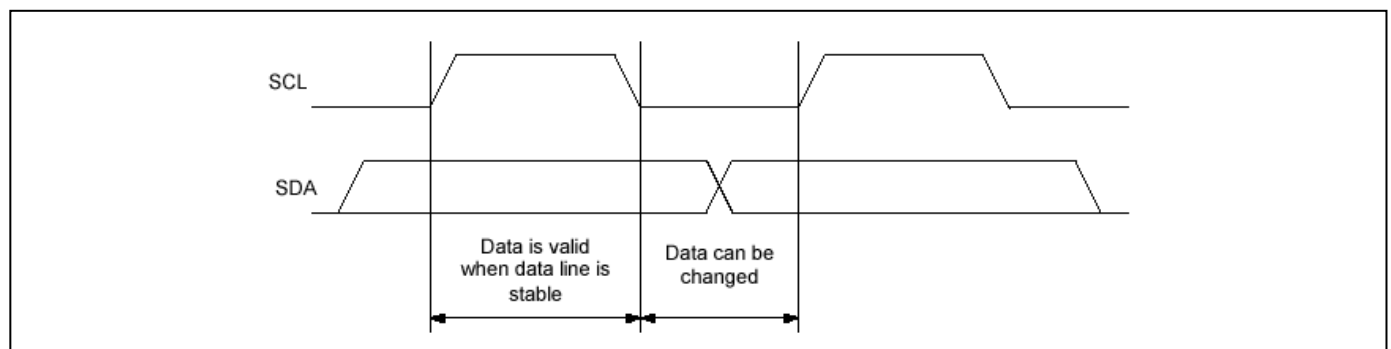 SCL
SDA
Data is valid
when data line is
stable
Data can be
changed